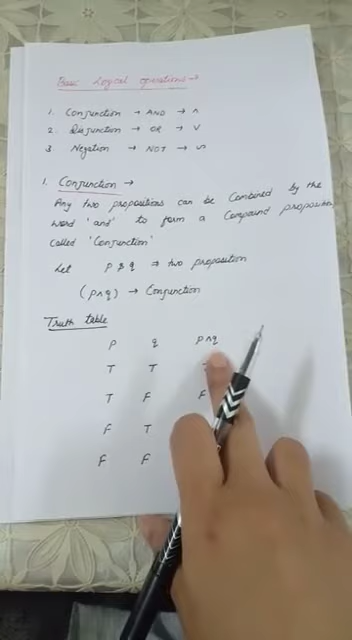 Basic Logical operations →
1. Conjunction → AND → ∧
2. Disjunction → OR → ∨
3. Negation → NOT → ∽
1. Conjunction →
Any two propositions can be Combined by the
word 'and' to form a Compound proposition
called 'Conjunction'
Let p & q ⇒ two proposition
(p∧q) → Conjunction
Truth table
p q p∧q
T T
T F F
F T
F F